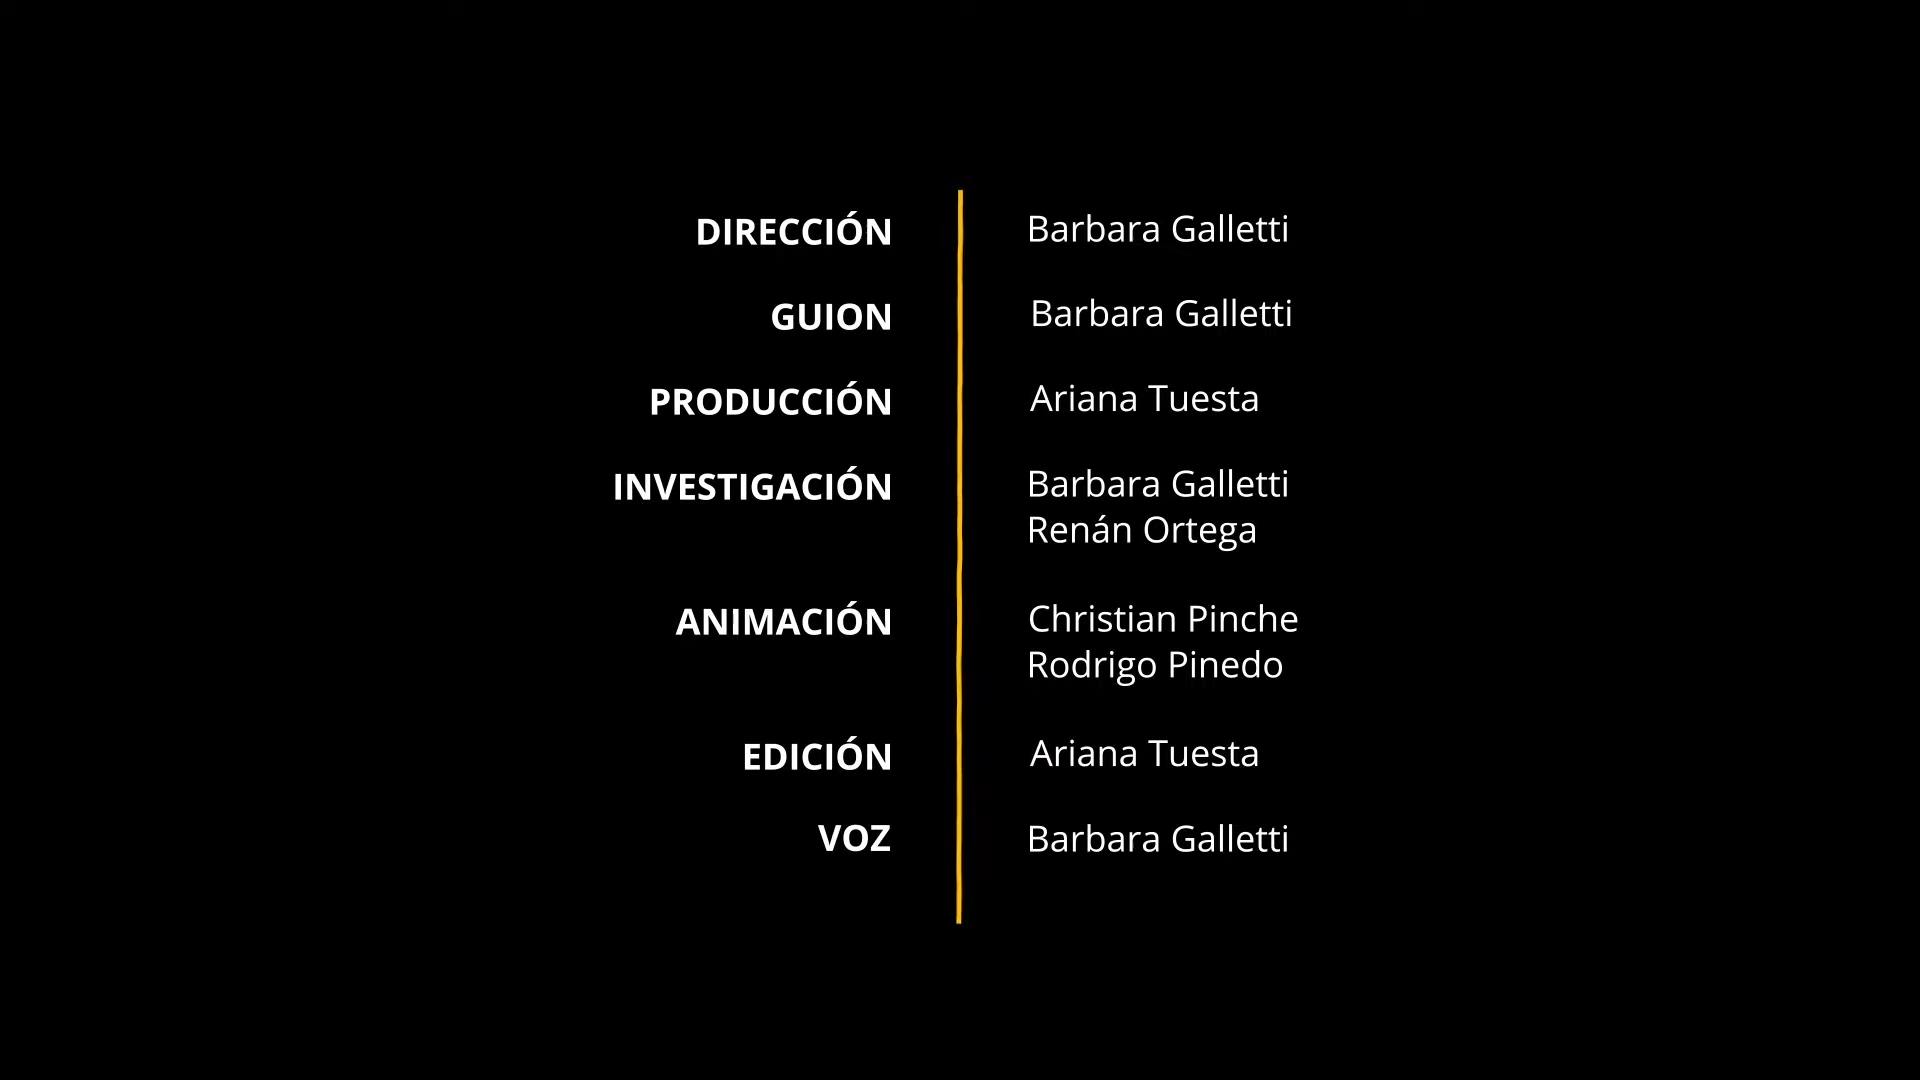 DIRECCIÓN Barbara Galletti
GUION Barbara Galletti
PRODUCCIÓN Ariana Tuesta
INVESTIGACIÓN Barbara Galletti
Renán Ortega
ANIMACIÓN Christian Pinche
Rodrigo Pinedo
EDICIÓN Ariana Tuesta
VOZ Barbara Galletti